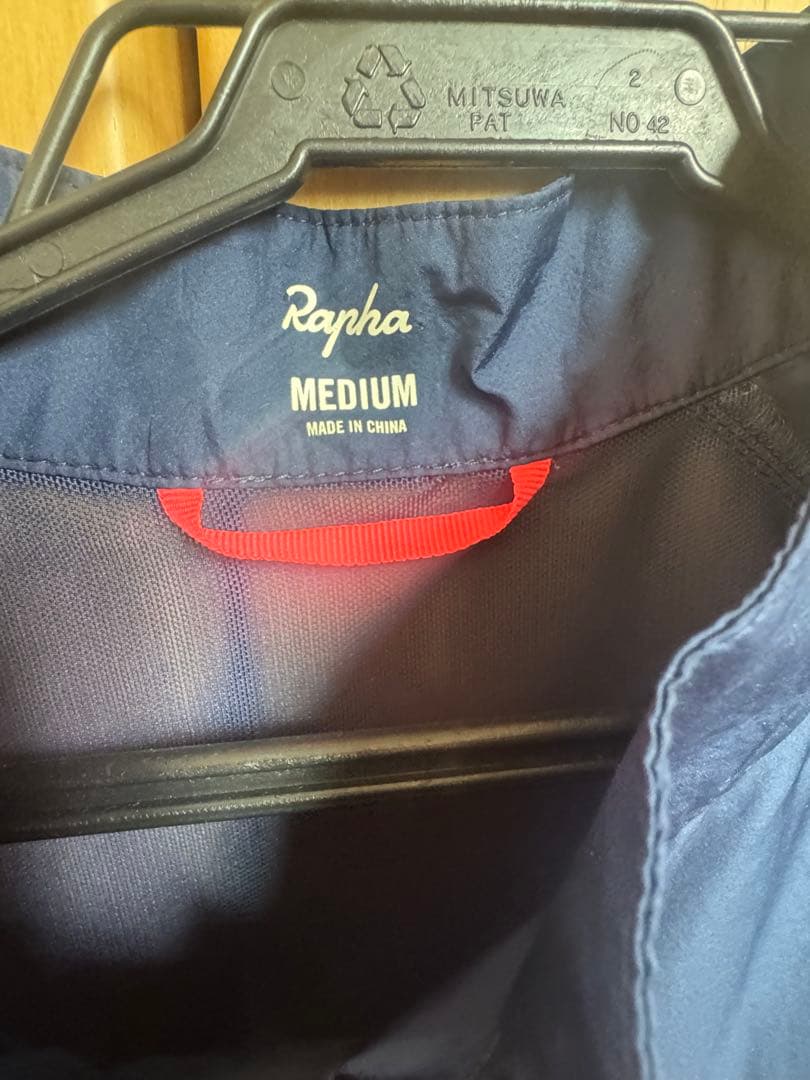 MITSUWA
PAT
2
NO 42
Rapha
MEDIUM
MADE IN CHINA